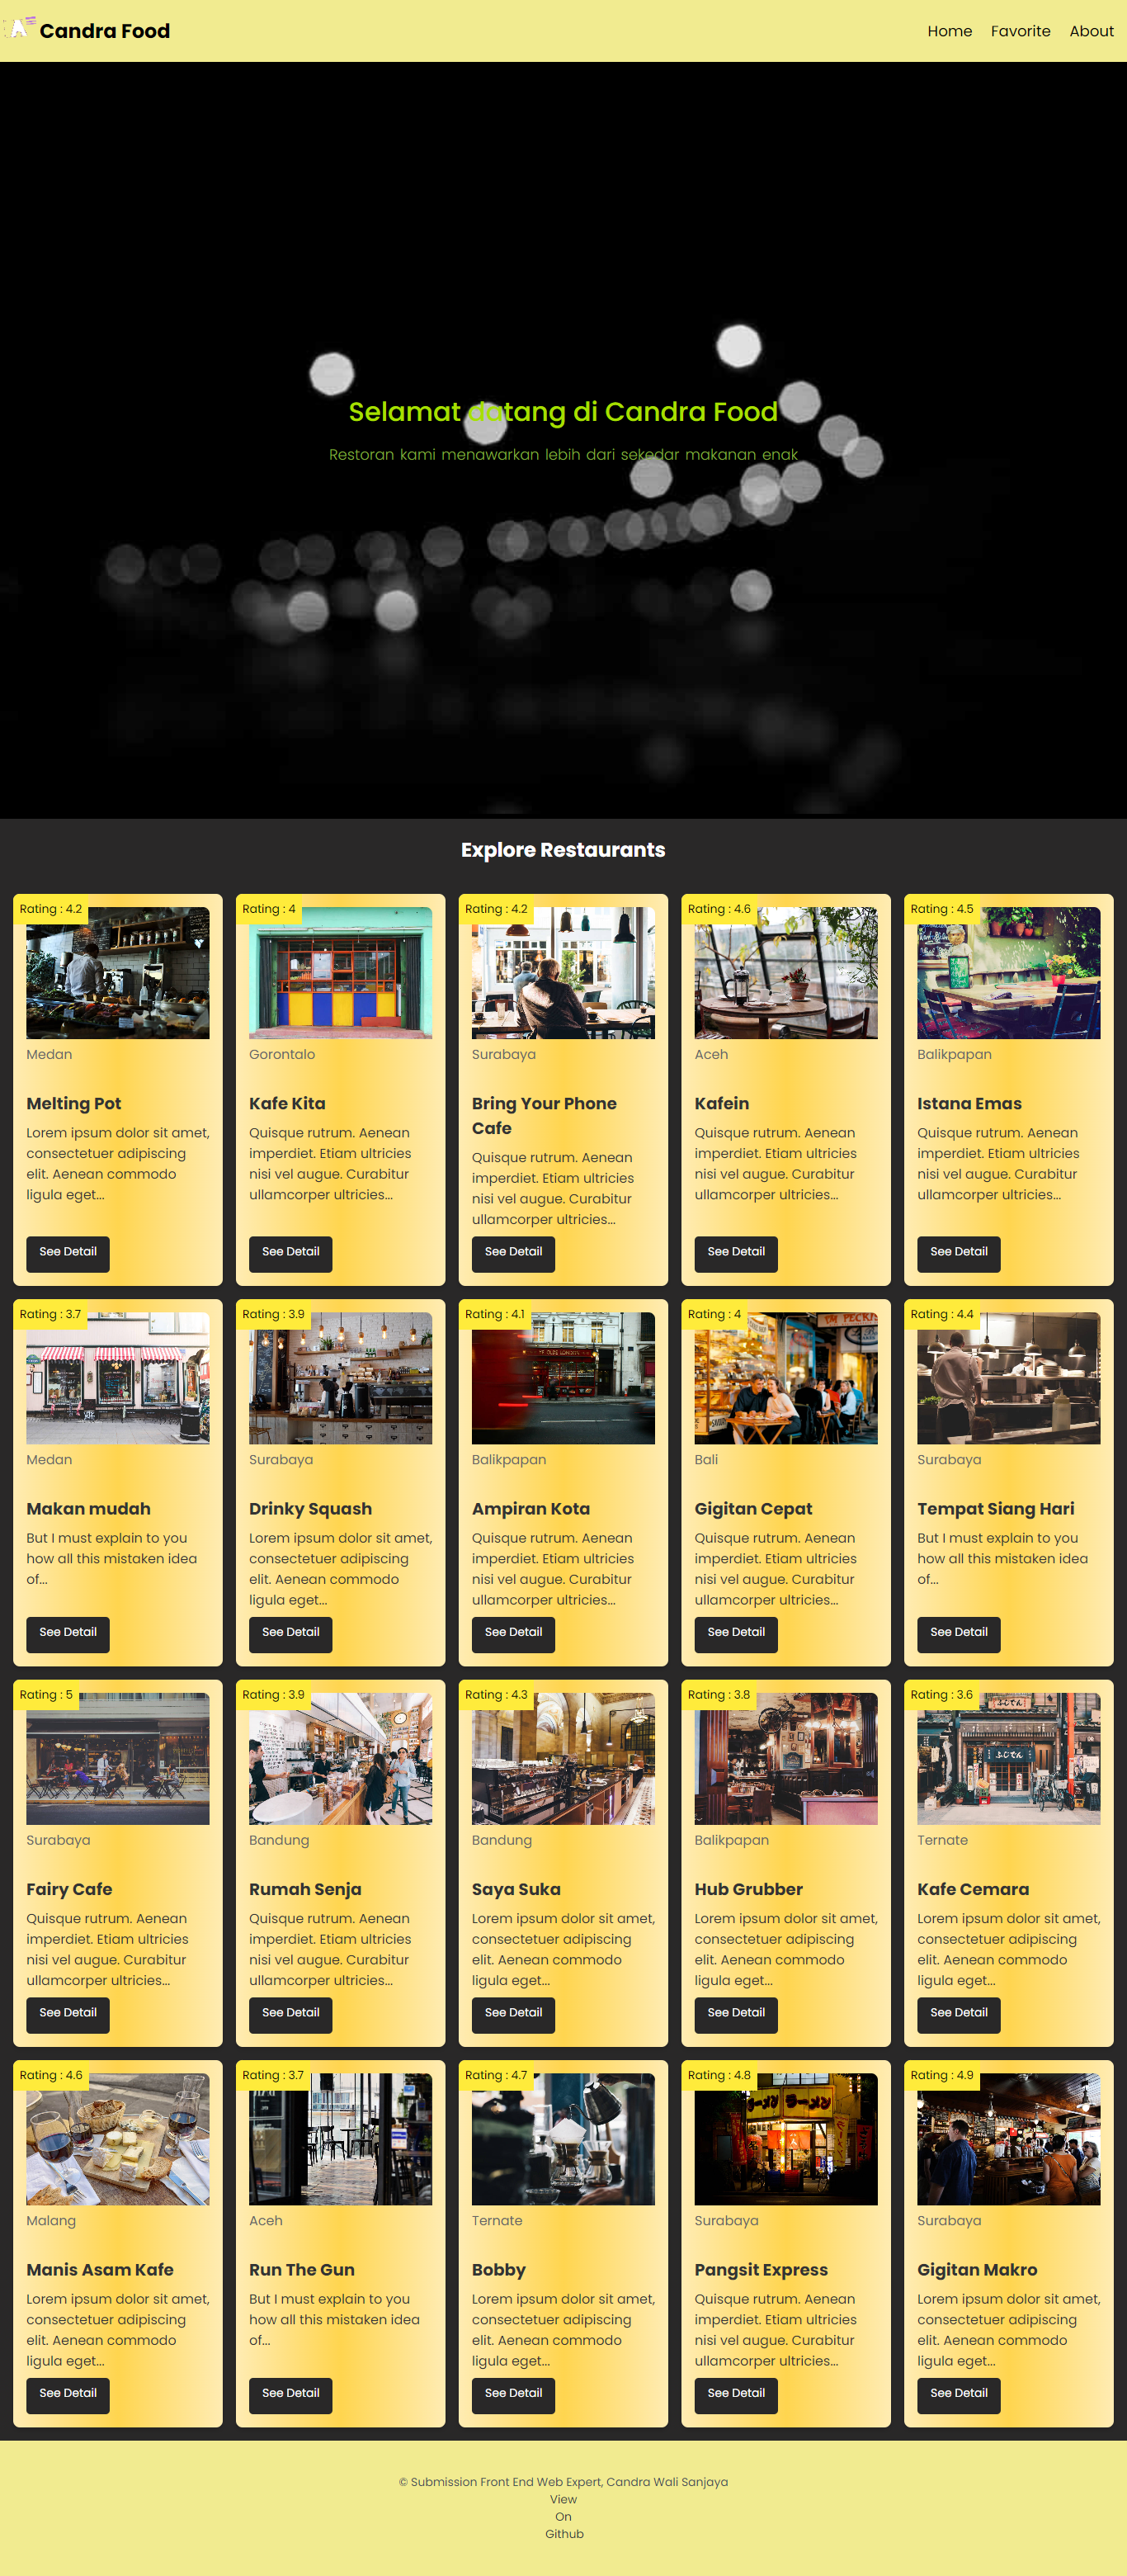 Candra Food
Home Favorite About
Selamat datang di Candra Food
Restoran kami menawarkan lebih dari sekedar makanan enak
Explore Restaurants
Rating : 4.2
Medan
Melting Pot
Lorem ipsum dolor sit amet,
consectetuer adipiscing
elit. Aenean commodo
ligula eget...
See Detail
Rating : 4
Gorontalo
Kafe Kita
Quisque rutrum. Aenean
imperdiet. Etiam ultricies
nisi vel augue. Curabitur
ullamcorper ultricies...
See Detail
Rating : 4.2
Surabaya
Bring Your Phone
Cafe
Quisque rutrum. Aenean
imperdiet. Etiam ultricies
nisi vel augue. Curabitur
ullamcorper ultricies...
See Detail
Rating : 4.6
Aceh
Kafein
Quisque rutrum. Aenean
imperdiet. Etiam ultricies
nisi vel augue. Curabitur
ullamcorper ultricies...
See Detail
Rating : 4.5
Balikpapan
Istana Emas
Quisque rutrum. Aenean
imperdiet. Etiam ultricies
nisi vel augue. Curabitur
ullamcorper ultricies...
See Detail
Rating : 3.7
Medan
Makan mudah
But I must explain to you
how all this mistaken idea
of...
See Detail
Rating : 3.9
Surabaya
Drinky Squash
Lorem ipsum dolor sit amet,
consectetuer adipiscing
elit. Aenean commodo
ligula eget...
See Detail
Rating : 4.1
Balikpapan
Ampiran Kota
Quisque rutrum. Aenean
imperdiet. Etiam ultricies
nisi vel augue. Curabitur
ullamcorper ultricies...
See Detail
Rating : 4
Bali
Gigitan Cepat
Quisque rutrum. Aenean
imperdiet. Etiam ultricies
nisi vel augue. Curabitur
ullamcorper ultricies...
See Detail
Rating : 4.4
Surabaya
Tempat Siang Hari
But I must explain to you
how all this mistaken idea
of...
See Detail
Rating : 5
Surabaya
Fairy Cafe
Quisque rutrum. Aenean
imperdiet. Etiam ultricies
nisi vel augue. Curabitur
ullamcorper ultricies...
See Detail
Rating : 3.9
Bandung
Rumah Senja
Quisque rutrum. Aenean
imperdiet. Etiam ultricies
nisi vel augue. Curabitur
ullamcorper ultricies...
See Detail
Rating : 4.3
Bandung
Saya Suka
Lorem ipsum dolor sit amet,
consectetuer adipiscing
elit. Aenean commodo
ligula eget...
See Detail
Rating : 3.8
Balikpapan
Hub Grubber
Lorem ipsum dolor sit amet,
consectetuer adipiscing
elit. Aenean commodo
ligula eget...
See Detail
Rating : 3.6
ふじでん
ふじでん
Ternate
Kafe Cemara
Lorem ipsum dolor sit amet,
consectetuer adipiscing
elit. Aenean commodo
ligula eget...
See Detail
Rating : 4.6
Malang
Manis Asam Kafe
Lorem ipsum dolor sit amet,
consectetuer adipiscing
elit. Aenean commodo
ligula eget...
See Detail
Rating : 3.7
Aceh
Run The Gun
But I must explain to you
how all this mistaken idea
of...
See Detail
Rating : 4.7
Ternate
Bobby
Lorem ipsum dolor sit amet,
consectetuer adipiscing
elit. Aenean commodo
ligula eget...
See Detail
Rating : 4.8
ラーメン ラーメン
Surabaya
Pangsit Express
Quisque rutrum. Aenean
imperdiet. Etiam ultricies
nisi vel augue. Curabitur
ullamcorper ultricies...
See Detail
Rating : 4.9
Surabaya
Gigitan Makro
Lorem ipsum dolor sit amet,
consectetuer adipiscing
elit. Aenean commodo
ligula eget...
See Detail
© Submission Front End Web Expert, Candra Wali Sanjaya
View
On
Github